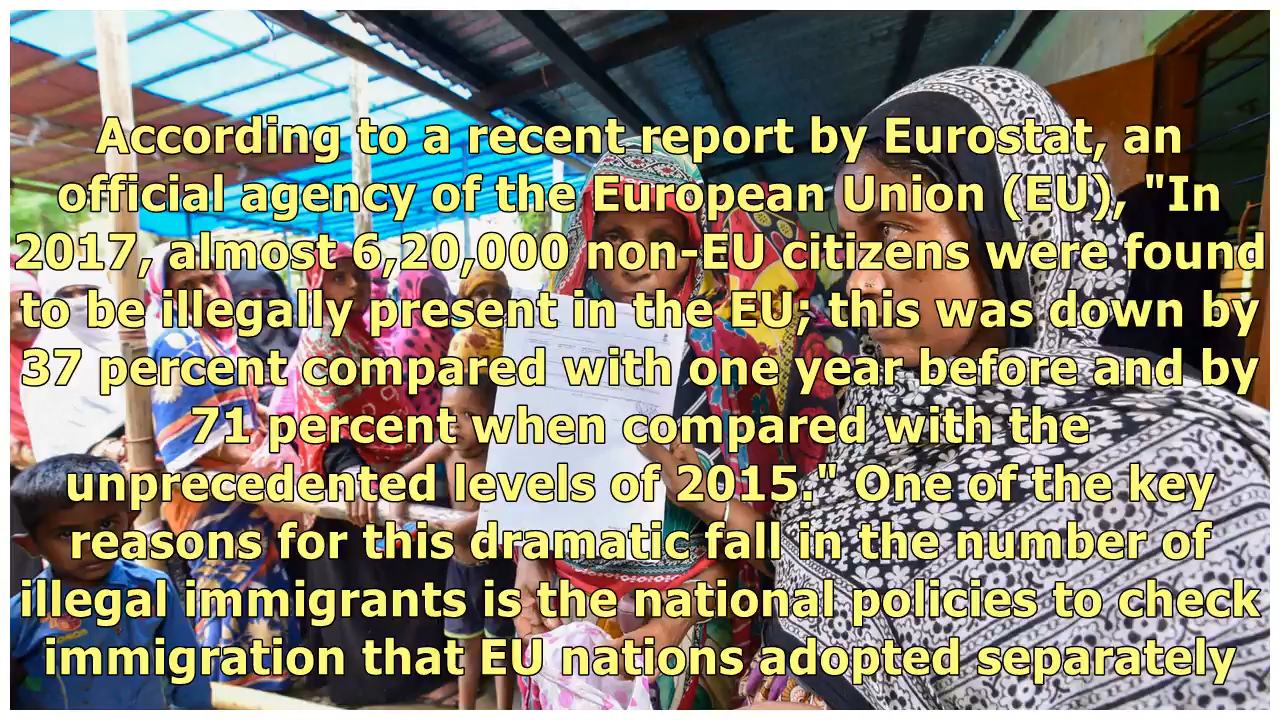 According to a recent report by Eurostat, an
official agency of the European Union (EU), "In
2017, almost 6,20,000 non-EU citizens were found
to be illegally present in the EU; this was down by
37 percent compared with one year before and by
71 percent when compared with the
unprecedented levels of 2015." One of the key
reasons for this dramatic fall in the number of
illegal immigrants is the national policies to check
immigration that EU nations adopted separately